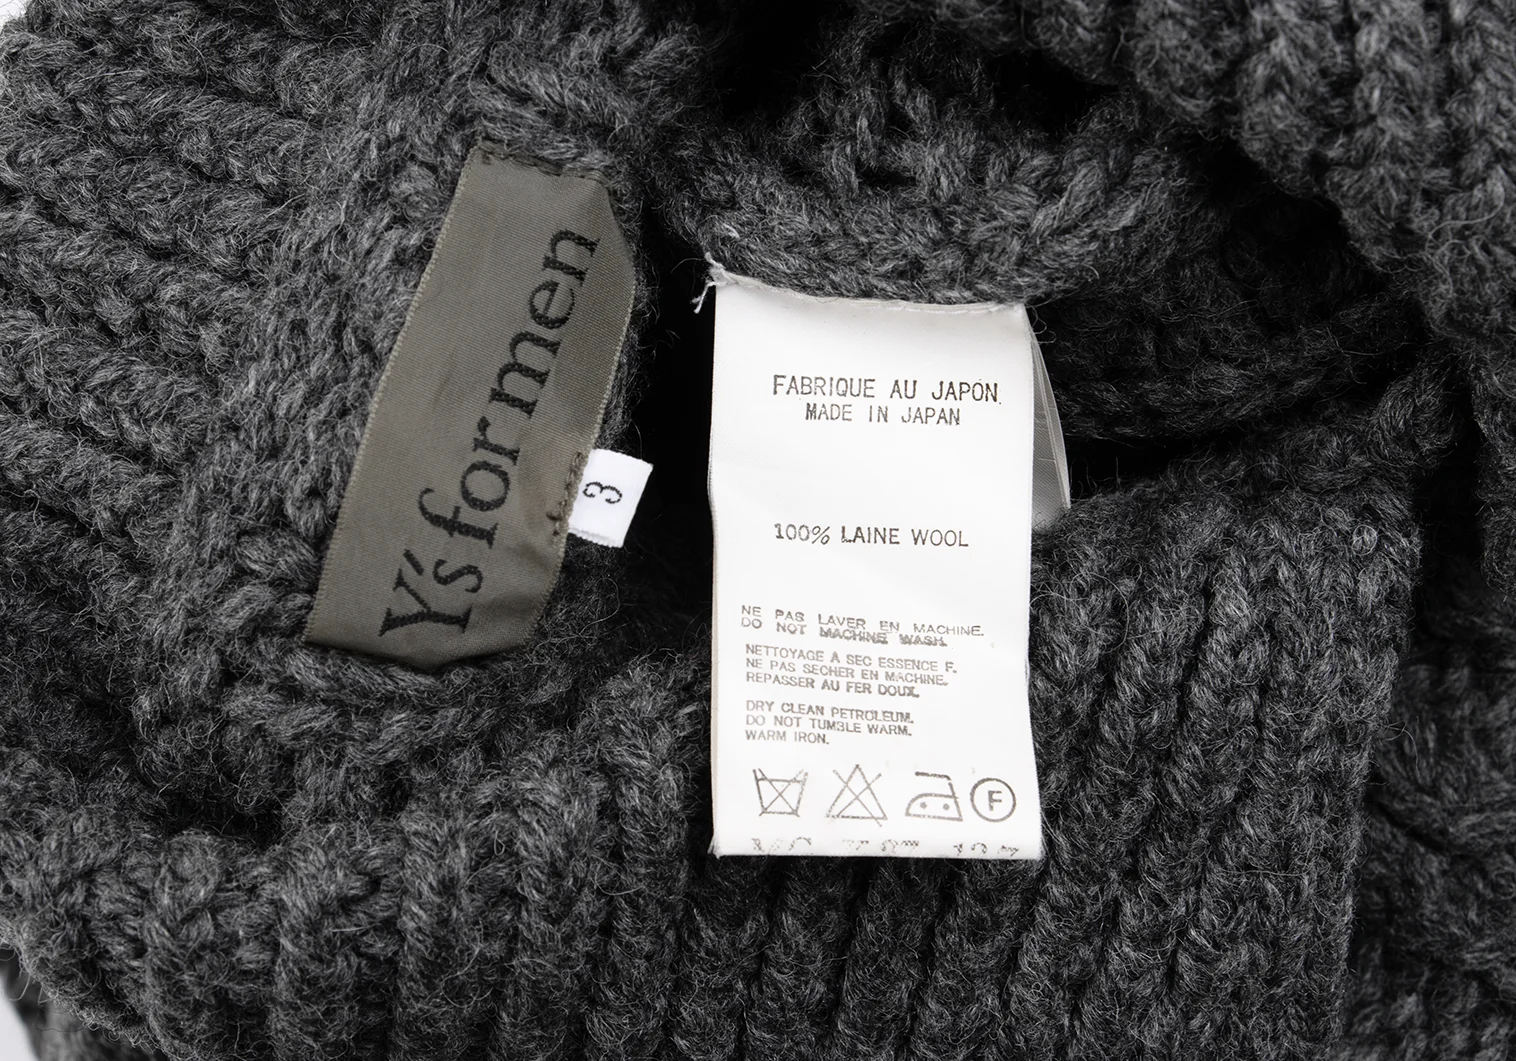 Y's for men
3
FABRIQUE AU JAPON
MADE IN JAPAN
100% LAINE WOOL
NE PAS LAVER EN MACHINE.
DO NOT MACHINE WASH.
NETTOYAGE A SEC ESSENCE F.
NE PAS SECHER EN MACHINE.
REPASSER AU FER DOUX.
DRY CLEAN PETROLEUM.
DO NOT TUMBLE WARM.
WARM IRON.
F